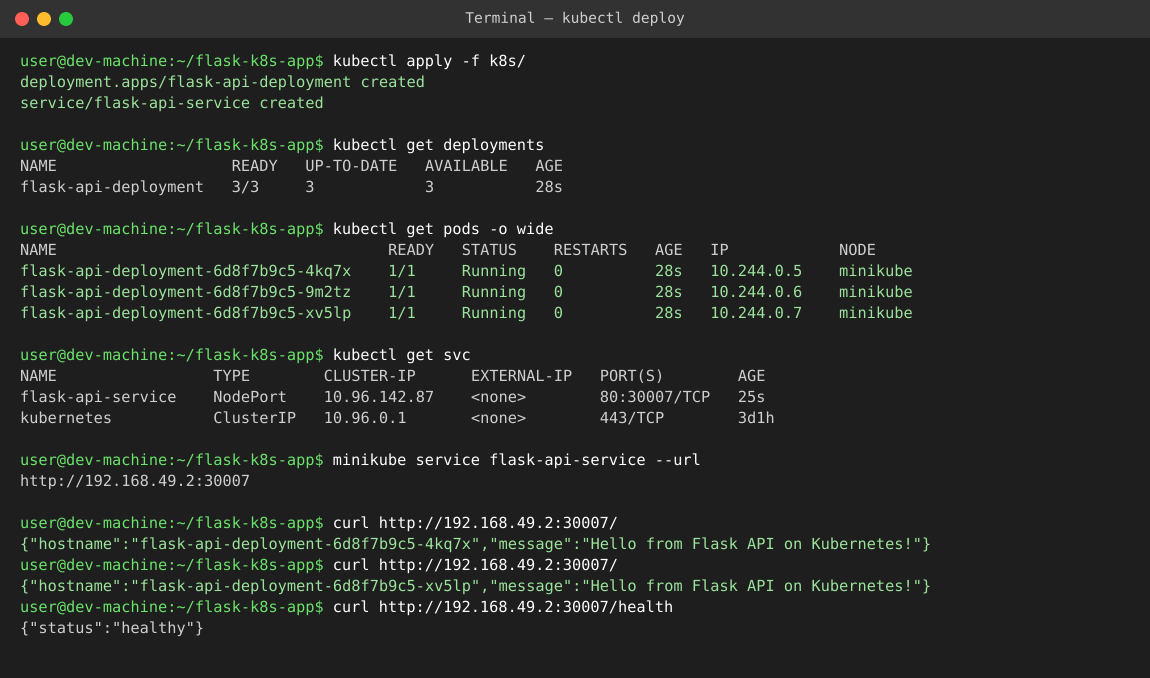 Terminal — kubectl deploy
user@dev-machine:~/flask-k8s-app$ kubectl apply -f k8s/
deployment.apps/flask-api-deployment created
service/flask-api-service created
user@dev-machine:~/flask-k8s-app$ kubectl get deployments
NAME                   READY   UP-TO-DATE   AVAILABLE   AGE
flask-api-deployment   3/3     3            3           28s
user@dev-machine:~/flask-k8s-app$ kubectl get pods -o wide
NAME                                    READY   STATUS    RESTARTS   AGE   IP            NODE
flask-api-deployment-6d8f7b9c5-4kq7x    1/1     Running   0          28s   10.244.0.5    minikube
flask-api-deployment-6d8f7b9c5-9m2tz    1/1     Running   0          28s   10.244.0.6    minikube
flask-api-deployment-6d8f7b9c5-xv5lp    1/1     Running   0          28s   10.244.0.7    minikube
user@dev-machine:~/flask-k8s-app$ kubectl get svc
NAME                 TYPE        CLUSTER-IP      EXTERNAL-IP   PORT(S)        AGE
flask-api-service    NodePort    10.96.142.87    <none>        80:30007/TCP   25s
kubernetes           ClusterIP   10.96.0.1       <none>        443/TCP        3d1h
user@dev-machine:~/flask-k8s-app$ minikube service flask-api-service --url
http://192.168.49.2:30007
user@dev-machine:~/flask-k8s-app$ curl http://192.168.49.2:30007/
{"hostname":"flask-api-deployment-6d8f7b9c5-4kq7x","message":"Hello from Flask API on Kubernetes!"}
user@dev-machine:~/flask-k8s-app$ curl http://192.168.49.2:30007/
{"hostname":"flask-api-deployment-6d8f7b9c5-xv5lp","message":"Hello from Flask API on Kubernetes!"}
user@dev-machine:~/flask-k8s-app$ curl http://192.168.49.2:30007/health
{"status":"healthy"}